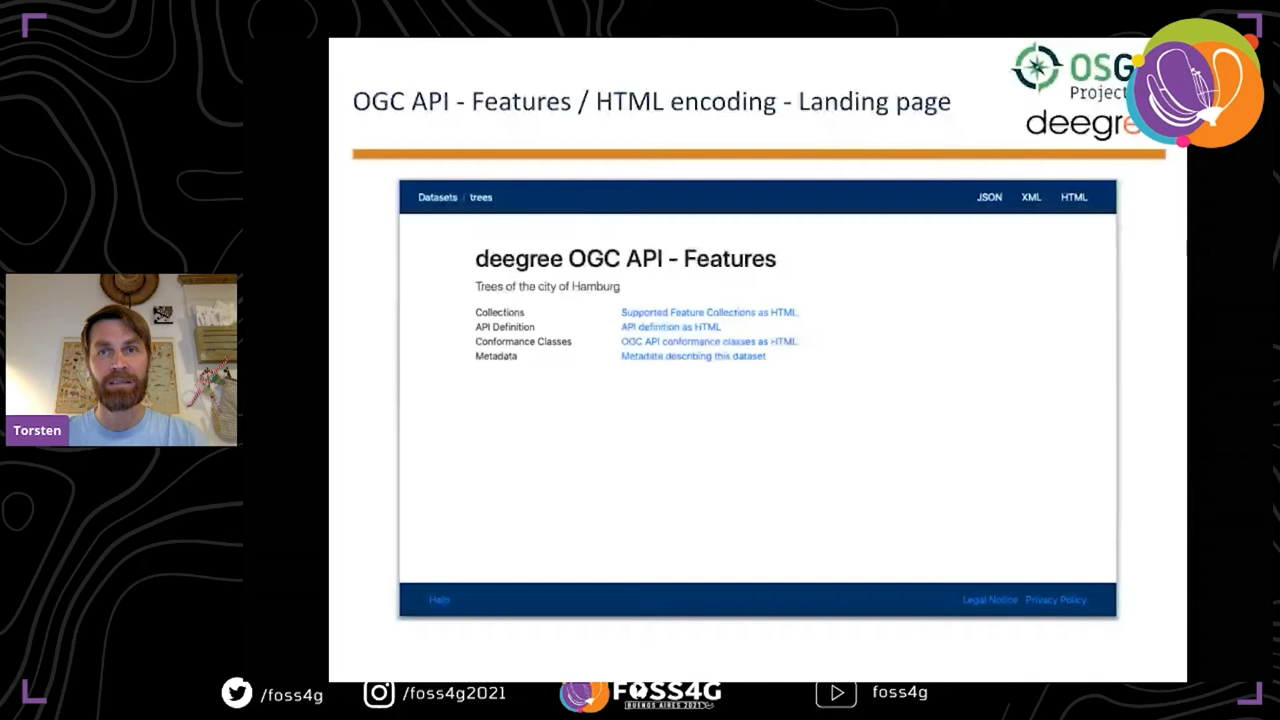 OGC API - Features / HTML encoding - Landing page
OSG
Project
deegre
Datasets / trees
JSON XML HTML
deegree OGC API - Features
Trees of the city of Hamburg
Collections Supported Feature Collections as HTML
API Definition API definition as HTML
Conformance Classes OGC API conformance classes as HTML
Metadata Metadata describing this dataset
Torsten
Help
Legal Notice Privacy Policy
/foss4g
/foss4g2021
FOSS4G
BUENOS AIRES 2021
foss4g